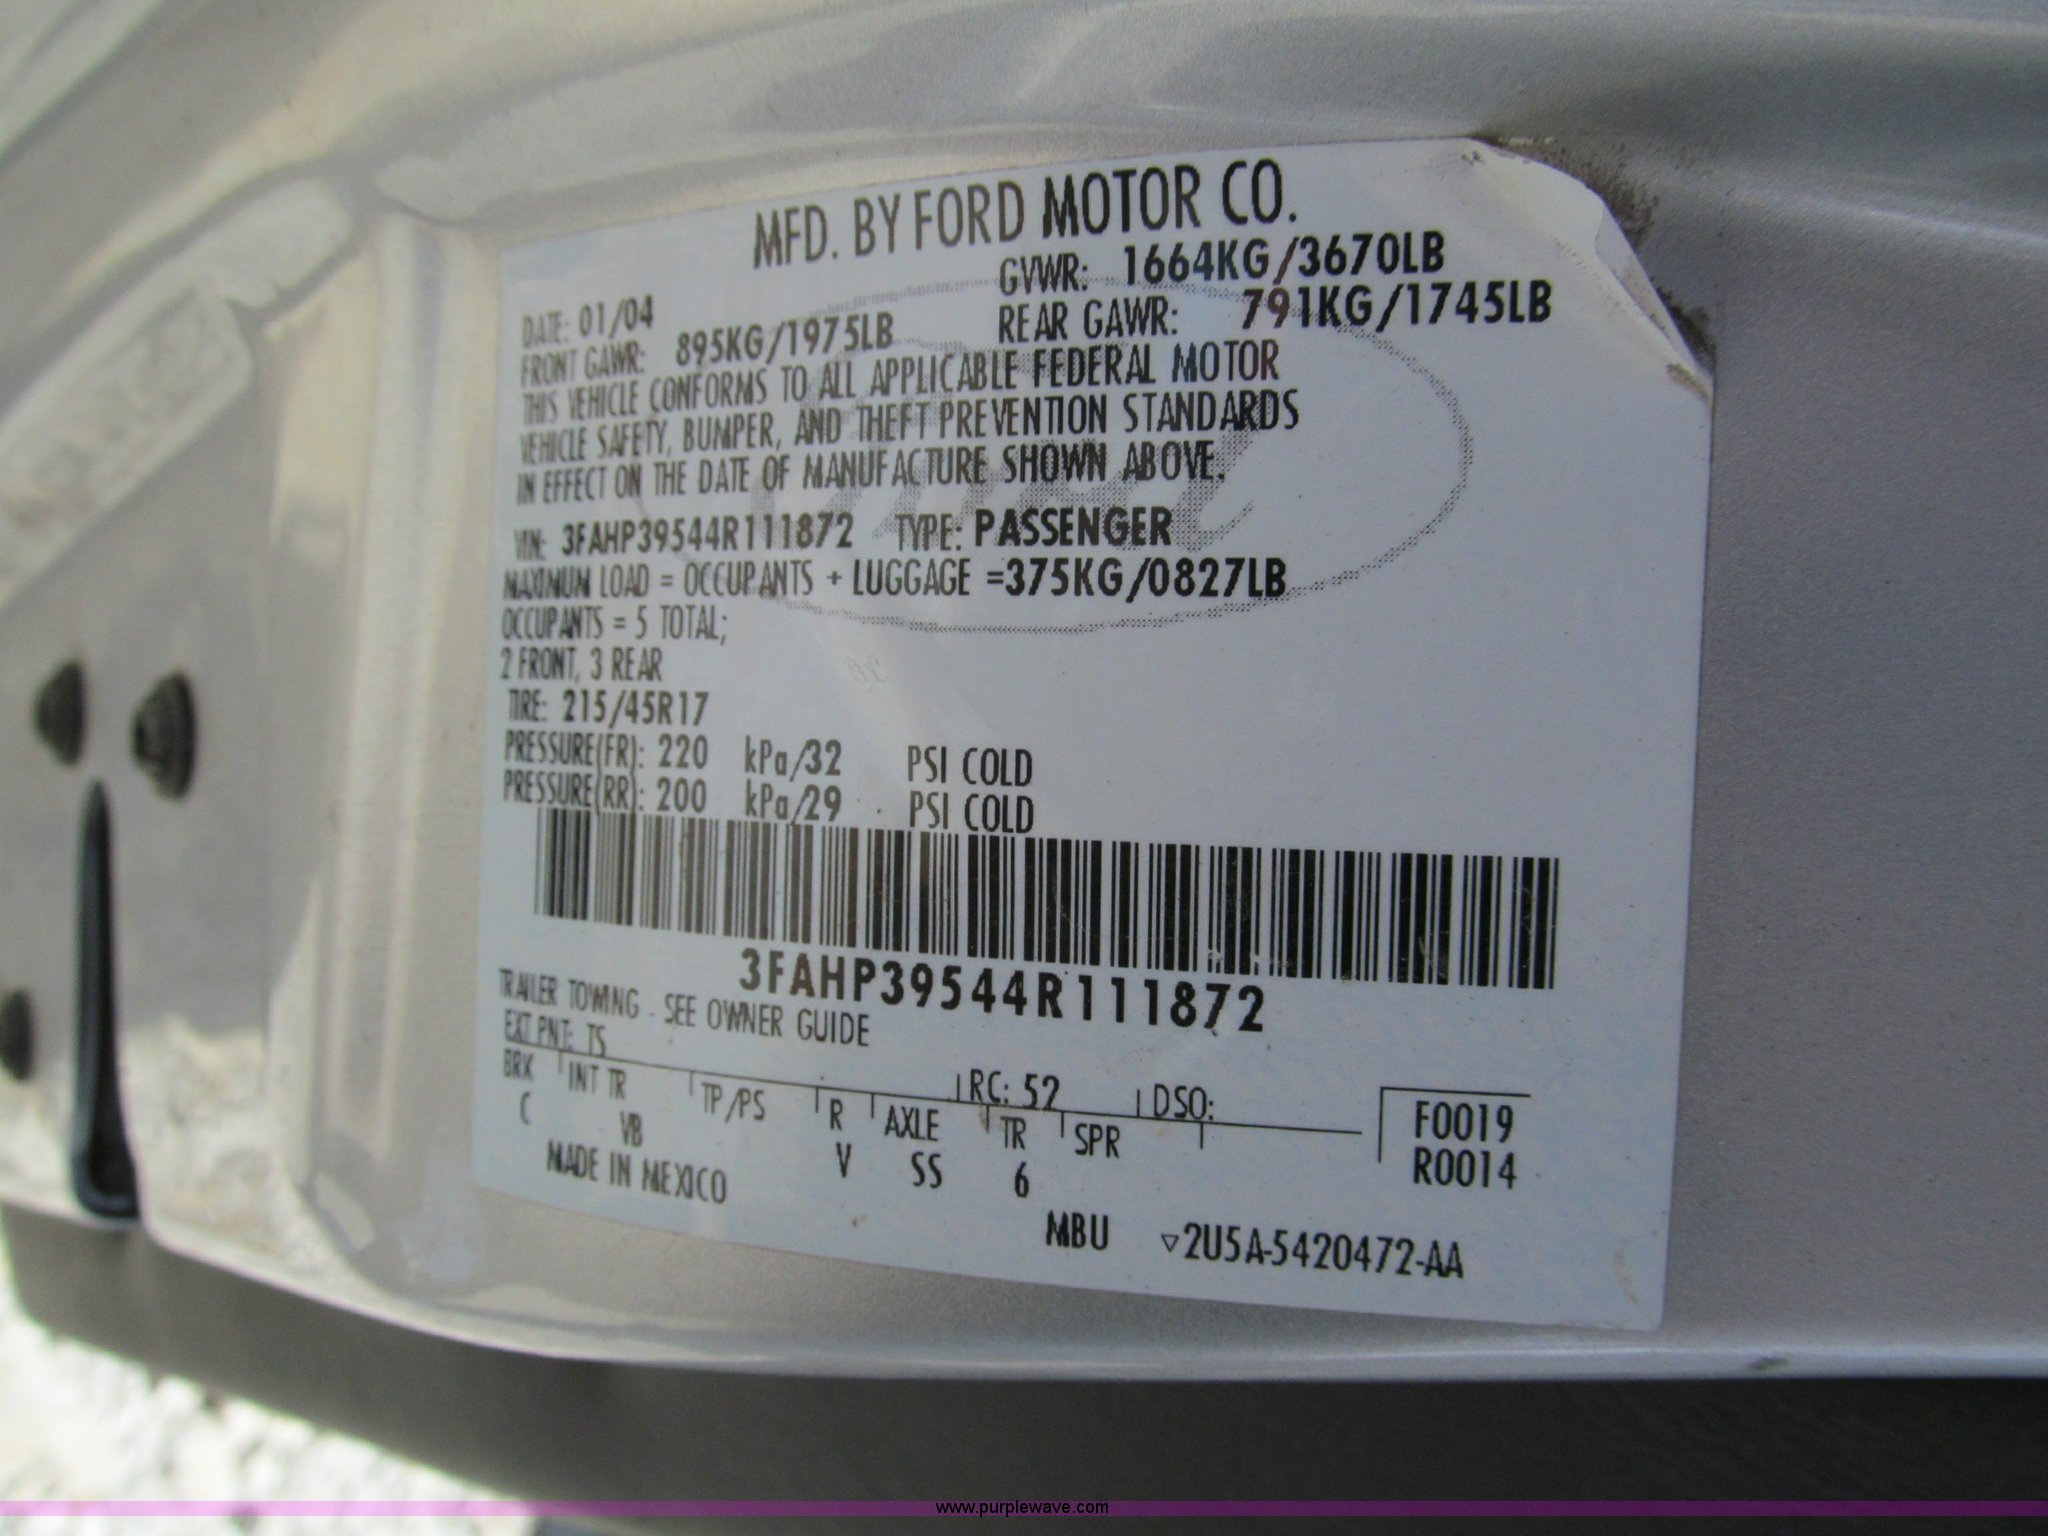 MFD. BY FORD MOTOR CO.
DATE: 01/04 GVWR: 1664KG/3670LB
FRONT GAWR: 895KG/1975LB REAR GAWR: 791KG/1745LB
THIS VEHICLE CONFORMS TO ALL APPLICABLE FEDERAL MOTOR
VEHICLE SAFETY, BUMPER, AND THEFT PREVENTION STANDARDS
IN EFFECT ON THE DATE OF MANUFACTURE SHOWN ABOVE.
VIN: 3FAHP39544R111872 TYPE: PASSENGER
MAXIMUM LOAD = OCCUPANTS + LUGGAGE =375KG/0827LB
OCCUPANTS = 5 TOTAL;
2 FRONT, 3 REAR
TIRE: 215/45R17
PRESSURE(FR): 220 kPa/32 PSI COLD
PRESSURE(RR): 200 kPa/29 PSI COLD
3FAHP39544R111872
TRAILER TOWING - SEE OWNER GUIDE
EXT PNT: TS RC: 52 DSO:
BRK INT TR TP/PS R AXLE TR SPR F0019
C VB V SS 6 R0014
MADE IN MEXICO
MBU ▽2U5A-5420472-AA
www.purplewave.com